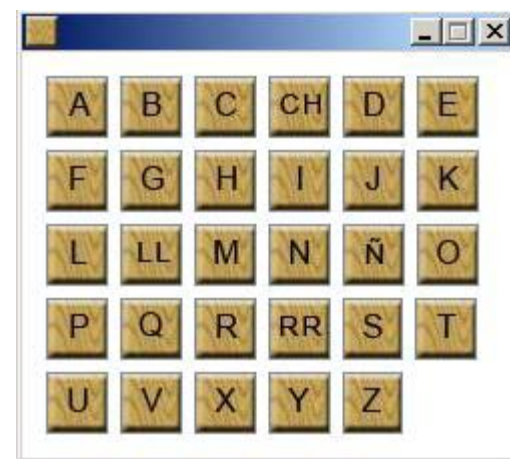 A B C CH D E
F G H I J K
L LL M N Ñ O
P Q R RR S T
U V X Y Z